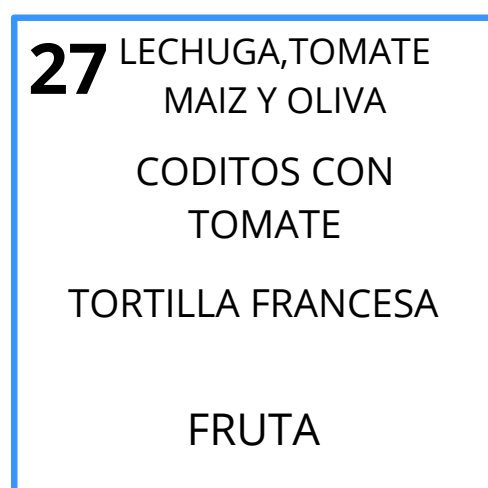 27 LECHUGA,TOMATE
MAIZ Y OLIVA
CODITOS CON
TOMATE
TORTILLA FRANCESA
FRUTA